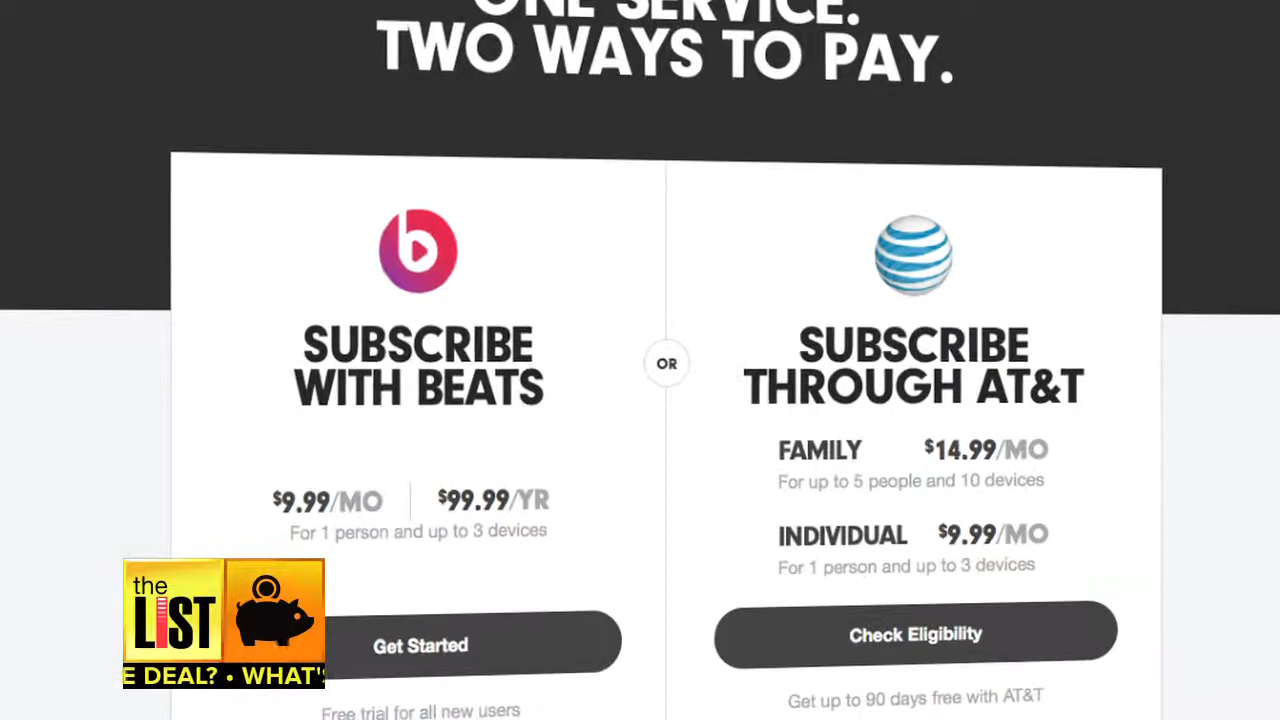 ONE SERVICE.
TWO WAYS TO PAY.
SUBSCRIBE
WITH BEATS
$9.99/MO
$99.99/YR
For 1 person and up to 3 devices
Get Started
Free trial for all new users
OR
SUBSCRIBE
THROUGH AT&T
FAMILY $14.99/MO
For up to 5 people and 10 devices
INDIVIDUAL $9.99/MO
For 1 person and up to 3 devices
Check Eligibility
Get up to 90 days free with AT&T
the
LIST
E DEAL? • WHAT'S